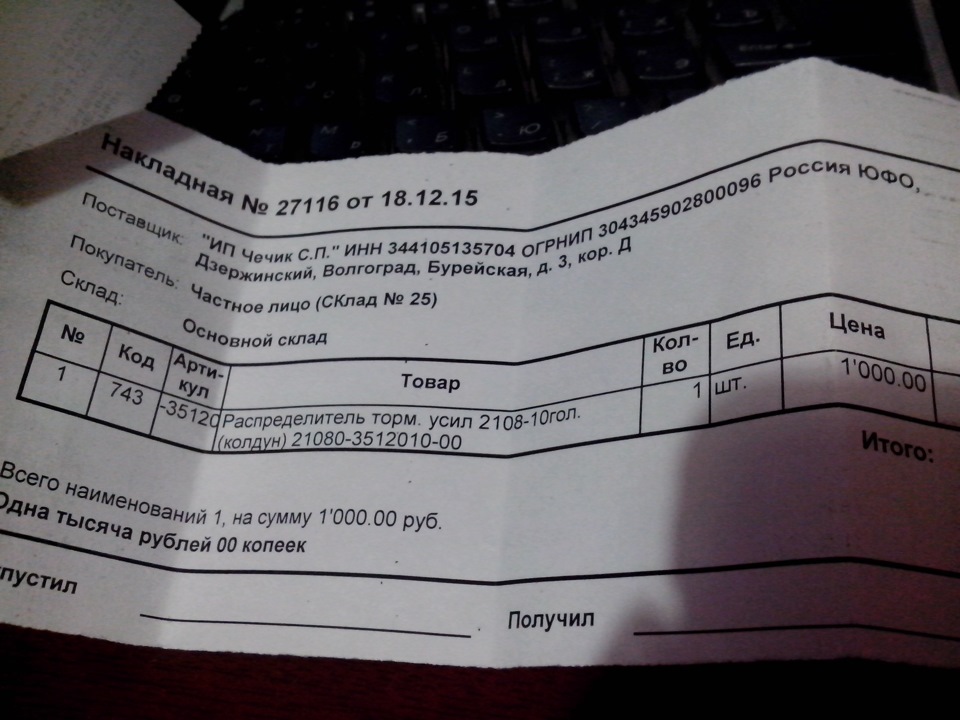 Накладная № 27116 от 18.12.15
Поставщик: "ИП Чечик С.П." ИНН 344105135704 ОГРНИП 304345902800096 Россия ЮФО,
Дзержинский, Волгоград, Бурейская, д. 3, кор. Д
Покупатель: Частное лицо (СКлад № 25)
Склад: Основной склад
№ Код Арти-кул Товар Кол-во Ед. Цена
1 743 -35120 Распределитель торм. усил 2108-10гол. 1 шт. 1'000.00
(колдун) 21080-3512010-00
Итого:
Всего наименований 1, на сумму 1'000.00 руб.
Одна тысяча рублей 00 копеек
пустил Получил